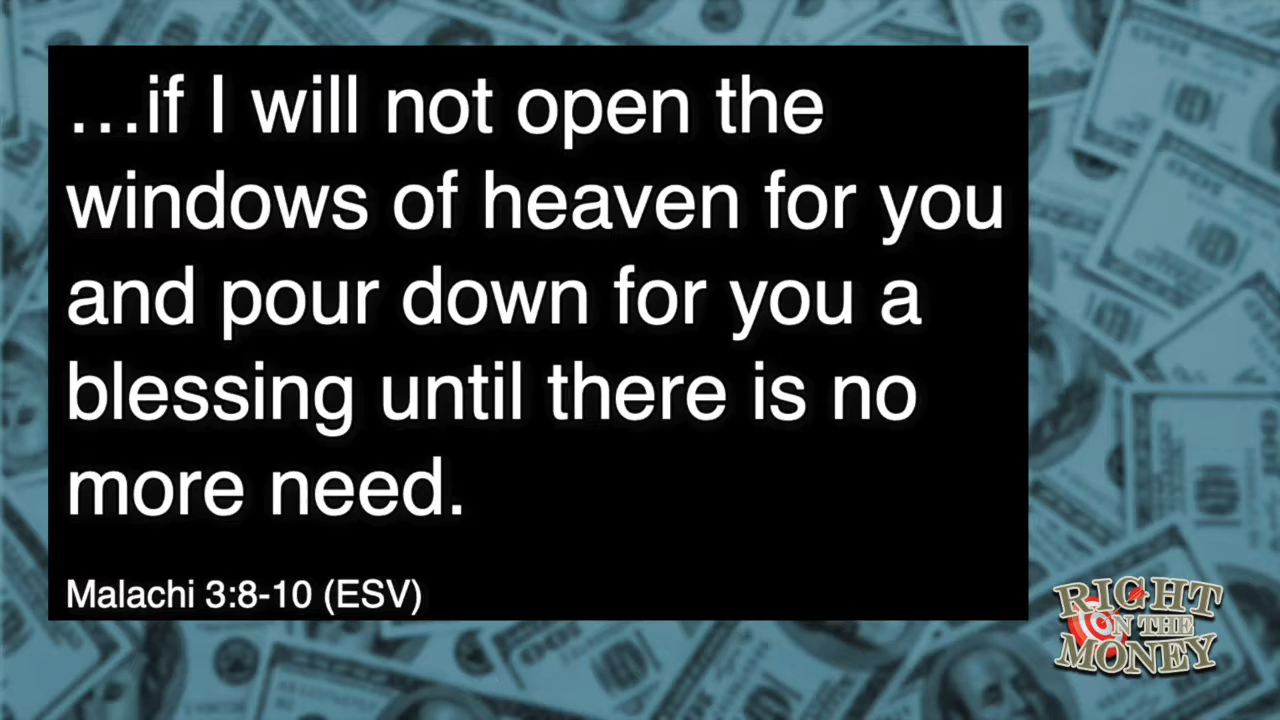 …if I will not open the
windows of heaven for you
and pour down for you a
blessing until there is no
more need.
Malachi 3:8-10 (ESV)
RIGHT
ON THE
MONEY